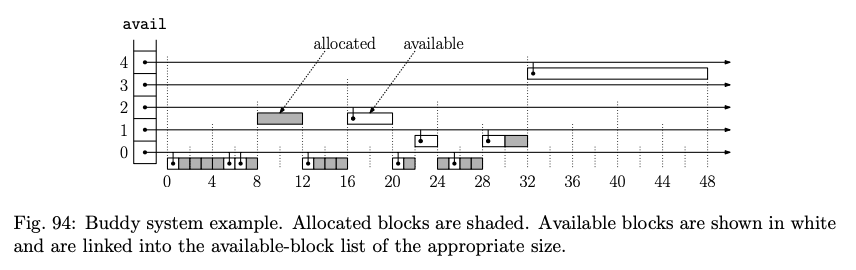 avail
allocated available
4
3
2
1
0
0 4 8 12 16 20 24 28 32 36 40 44 48
Fig. 94: Buddy system example. Allocated blocks are shaded. Available blocks are shown in white
and are linked into the available-block list of the appropriate size.